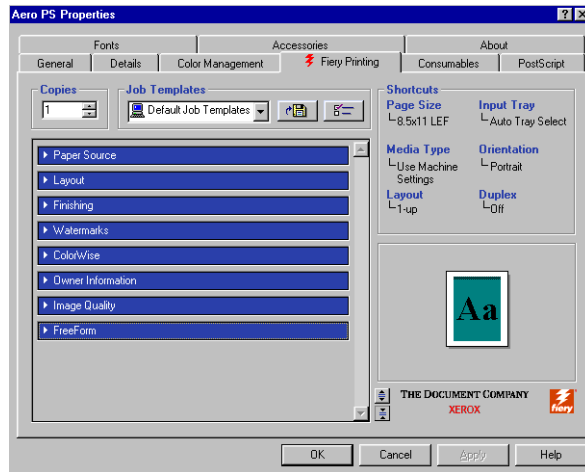 Aero PS Properties
Fonts Accessories About
General Details Color Management Fiery Printing Consumables PostScript
Copies Job Templates Shortcuts
1 Default Job Templates
Page Size Input Tray
8.5x11 LEF Auto Tray Select
Media Type Orientation
Use Machine Settings Portrait
Layout Duplex
1-up Off
Paper Source
Layout
Finishing
Watermarks
ColorWise
Owner Information
Image Quality
FreeForm
Aa
THE DOCUMENT COMPANY
XEROX
fiery
OK Cancel Apply Help